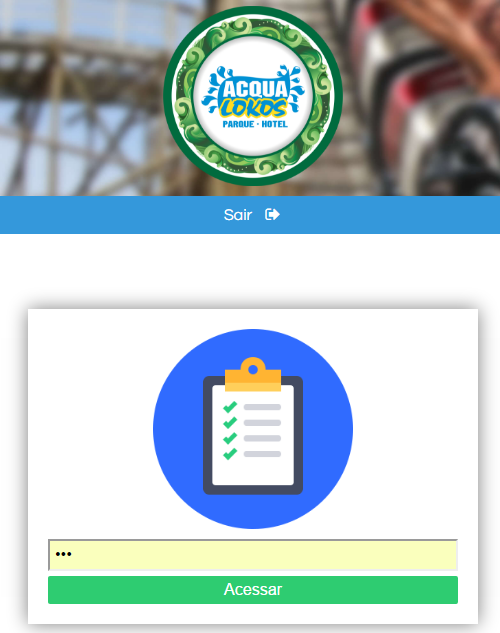 ACQUA
LOKOS
PARQUE · HOTEL
Sair
•••
Acessar